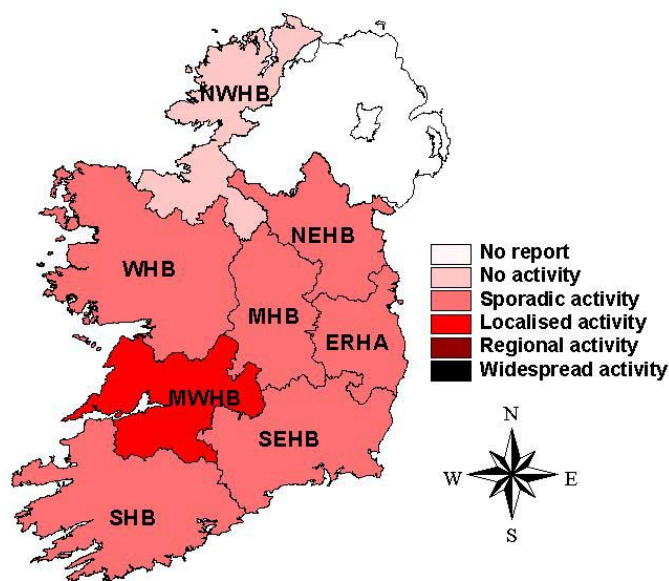 NWHB
NEHB
WHB
MHB
ERHA
MWHB
SEHB
SHB
No report
No activity
Sporadic activity
Localised activity
Regional activity
Widespread activity
N
W E
S